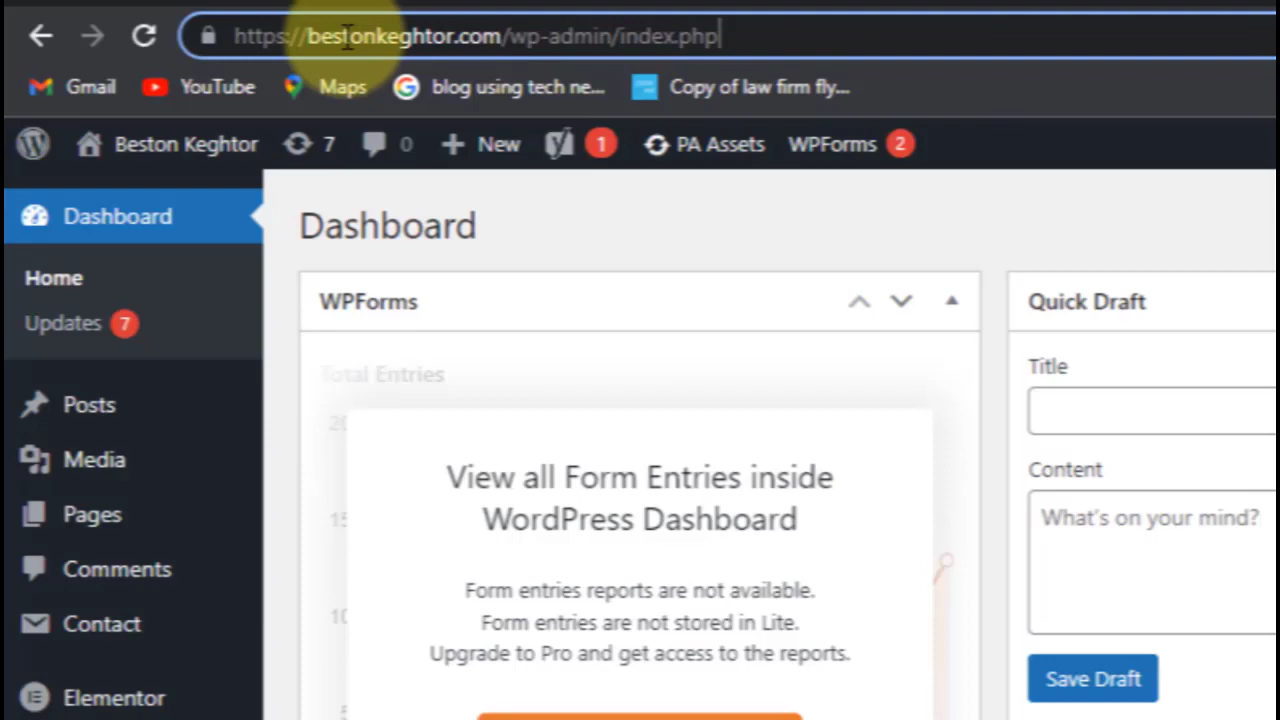 https://bestonkeghtor.com/wp-admin/index.php
Gmail YouTube Maps blog using tech ne... Copy of law firm fly...
Beston Keghtor 7 0 New 1 PA Assets WPForms 2
Dashboard
Home
Updates 7
Posts
Media
Pages
Comments
Contact
Elementor
Dashboard
WPForms
Total Entries
View all Form Entries inside
WordPress Dashboard
Form entries reports are not available.
Form entries are not stored in Lite.
Upgrade to Pro and get access to the reports.
Quick Draft
Title
Content
What's on your mind?
Save Draft